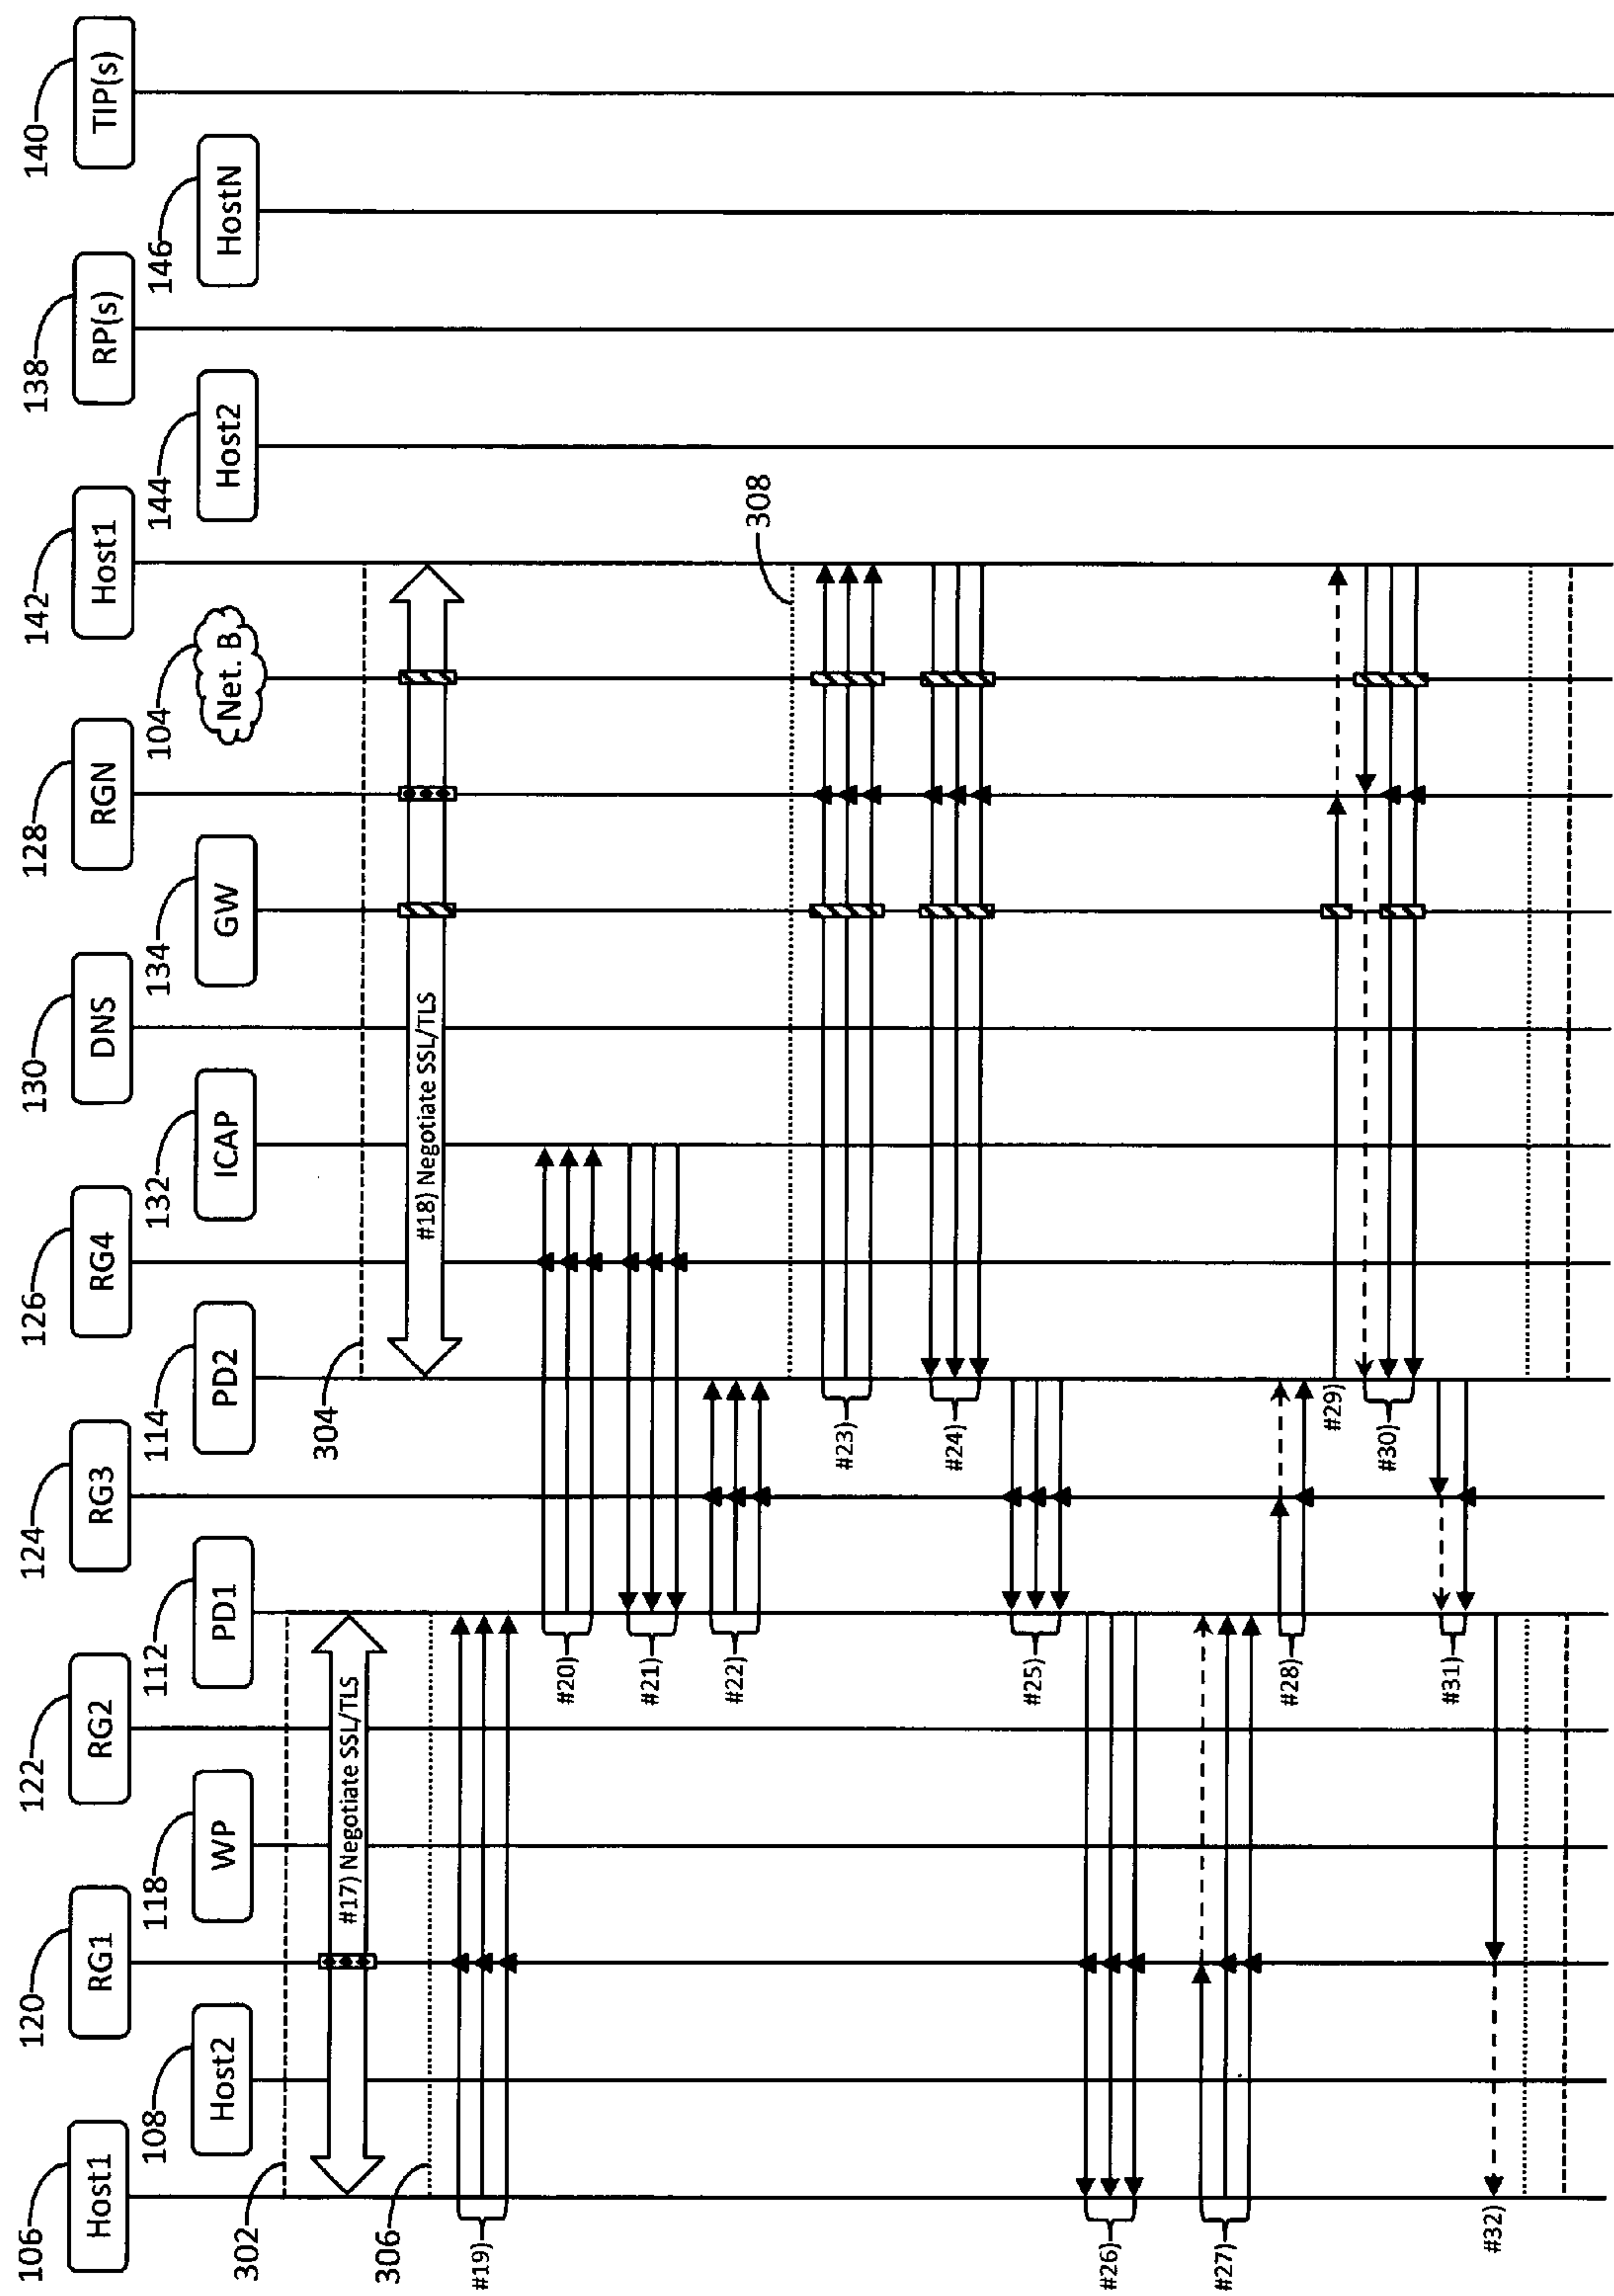 106
Host1
108
Host2
120
RG1
118
WP
122
RG2
112
PD1
124
RG3
114
PD2
126
RG4
132
ICAP
130
DNS
134
GW
128
RGN
104
Net. B
142
Host1
144
Host2
138
RP(s)
146
HostN
140
TIP(s)
302
304
#17) Negotiate SSL/TLS
#18) Negotiate SSL/TLS
306
#19)
#20)
#21)
#22)
308
#23)
#24)
#25)
#26)
#27)
#28)
#29)
#30)
#31)
#32)